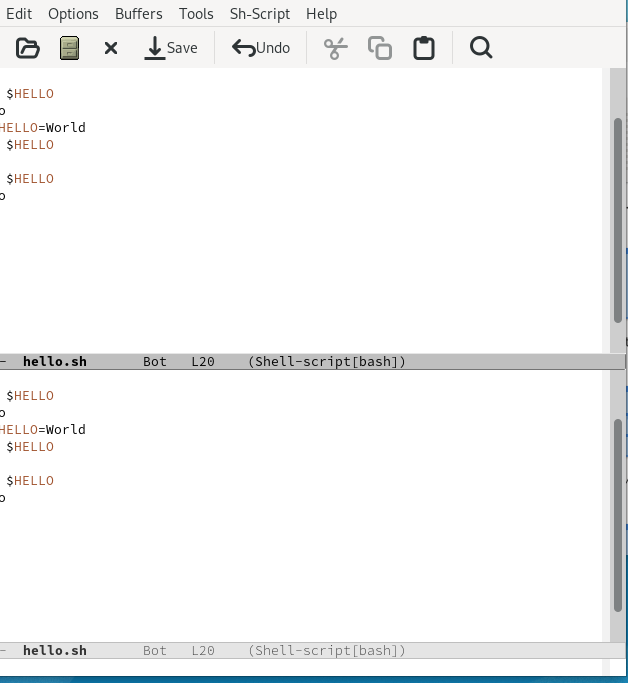 Edit Options Buffers Tools Sh-Script Help
Save Undo
$HELLO
o
HELLO=World
$HELLO
$HELLO
o
- hello.sh Bot L20 (Shell-script[bash])
$HELLO
o
HELLO=World
$HELLO
$HELLO
o
- hello.sh Bot L20 (Shell-script[bash])